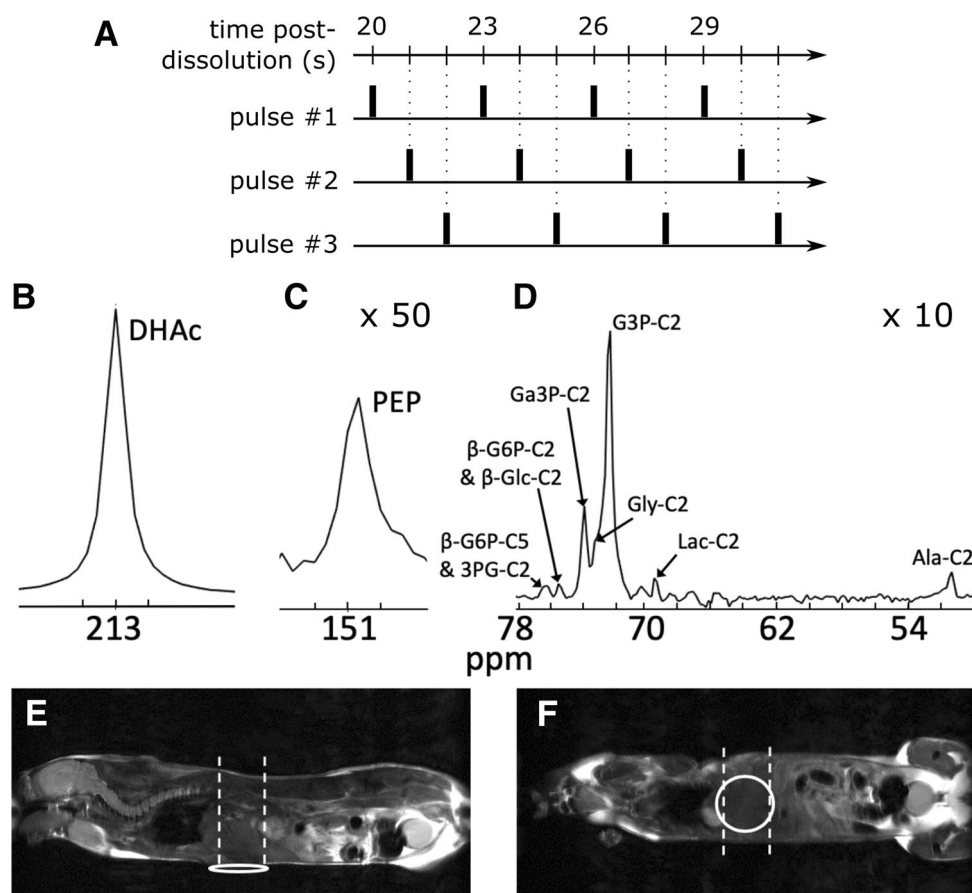 A
time post-
dissolution (s)
20 23 26 29
pulse #1
pulse #2
pulse #3
B
DHAc
213
C
x 50
PEP
151
D
x 10
G3P-C2
Ga3P-C2
β-G6P-C2
& β-Glc-C2
Gly-C2
β-G6P-C5
& 3PG-C2
Lac-C2
Ala-C2
78 70 62 54
ppm
E
F